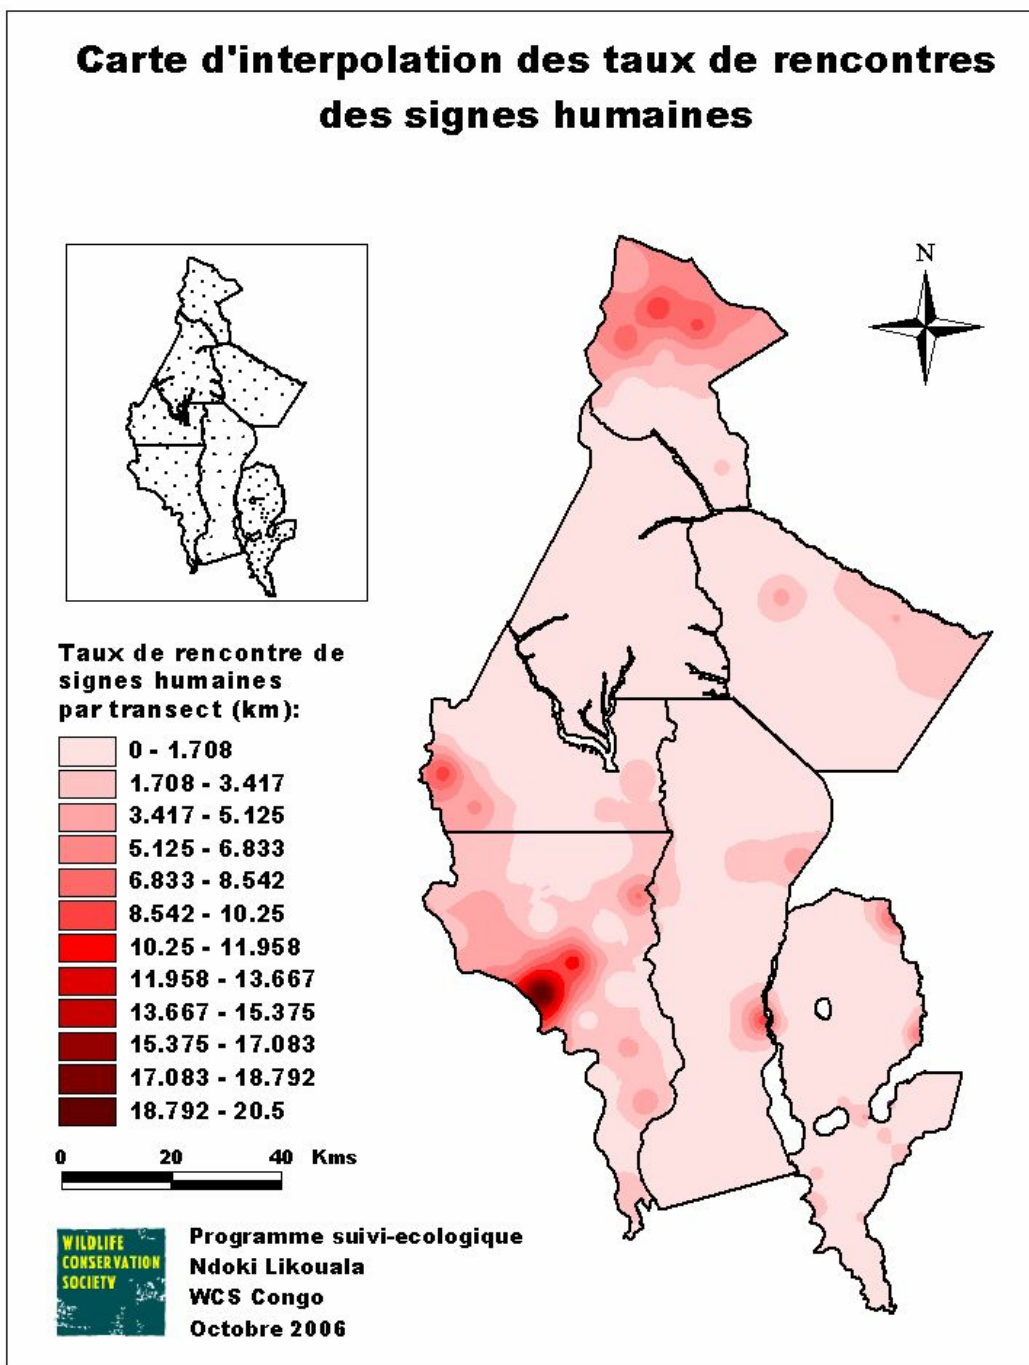 Carte d'interpolation des taux de rencontres
des signes humaines
N
Taux de rencontre de
signes humaines
par transect (km):
0 - 1.708
1.708 - 3.417
3.417 - 5.125
5.125 - 6.833
6.833 - 8.542
8.542 - 10.25
10.25 - 11.958
11.958 - 13.667
13.667 - 15.375
15.375 - 17.083
17.083 - 18.792
18.792 - 20.5
0 20 40 Kms
WILDLIFE
CONSERVATION
SOCIETY
Programme suivi-ecologique
Ndoki Likouala
WCS Congo
Octobre 2006